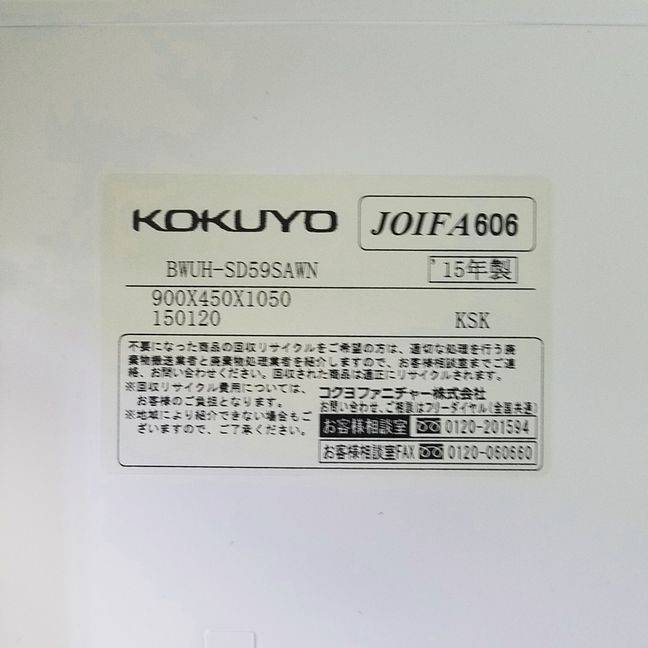 KOKUYO
JOIFA606
BWUH-SD59SAWN
'15年製
900X450X1050
150120
KSK
不要になった商品の回収リサイクルをご希望の方は、適切な処理を行う廃
棄物搬送業者と廃棄物処理業者を紹介しますので、お客様相談室までご連
絡、お問い合わせください。回収された商品は適正にリサイクルされます。
※回収リサイクル費用については、
お客様のご負担となります。
※地域により紹介できない場合もご
ざいますので、ご了承ください。
コクヨファニチャー株式会社
お問い合わせ、ご相談はフリーダイヤル(全国共通)
お客様相談室 0120-201594
お客様相談室FAX 0120-060660